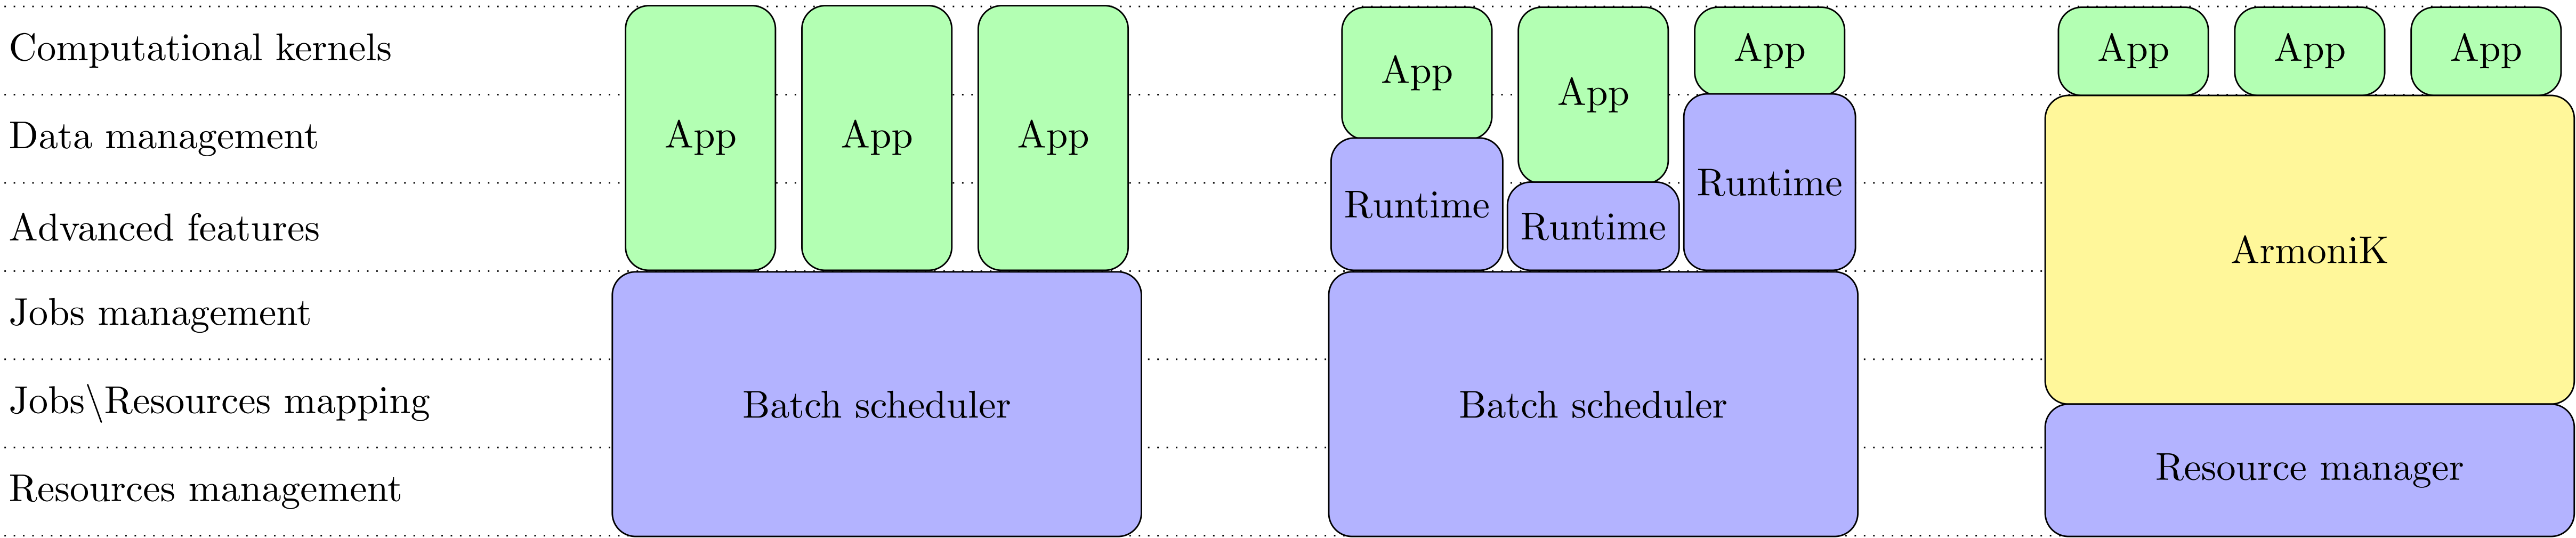 Computational kernels
Data management
Advanced features
Jobs management
Jobs\Resources mapping
Resources management
App
App
App
Batch scheduler
App
App
App
Runtime
Runtime
Runtime
Batch scheduler
App
App
App
ArmoniK
Resource manager